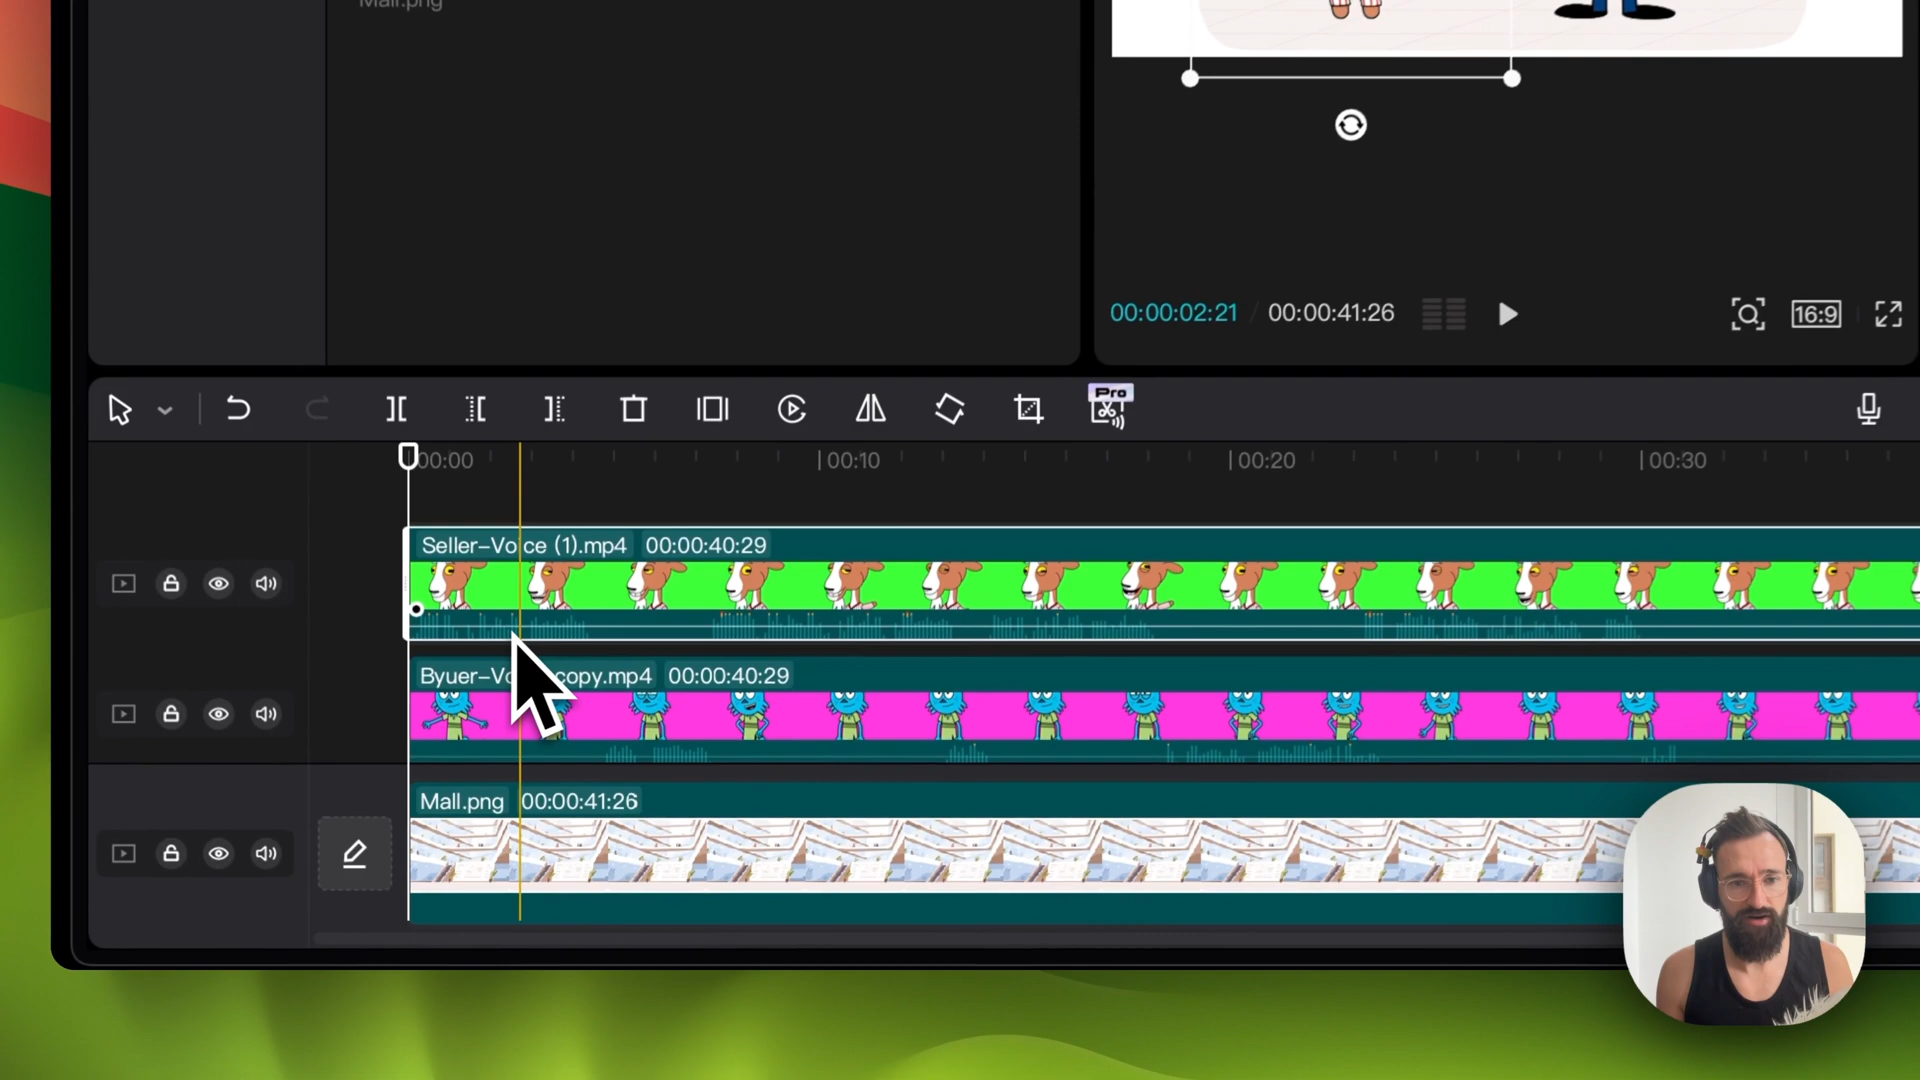 Mall.png
00:00:02:21 / 00:00:41:26
16:9
Pro
00:00
00:10
00:20
00:30
Seller-Voice (1).mp4 00:00:40:29
Byuer-Vo copy.mp4 00:00:40:29
Mall.png 00:00:41:26